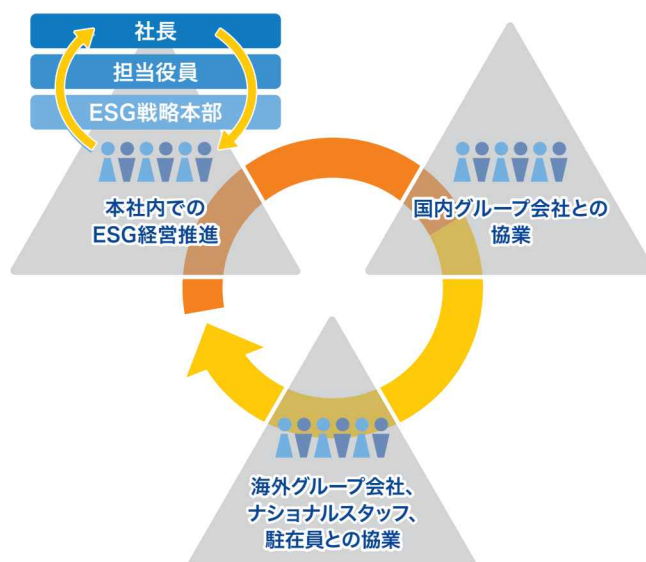 社長
担当役員
ESG戦略本部
本社内での
ESG経営推進
国内グループ会社との
協業
海外グループ会社、
ナショナルスタッフ、
駐在員との協業